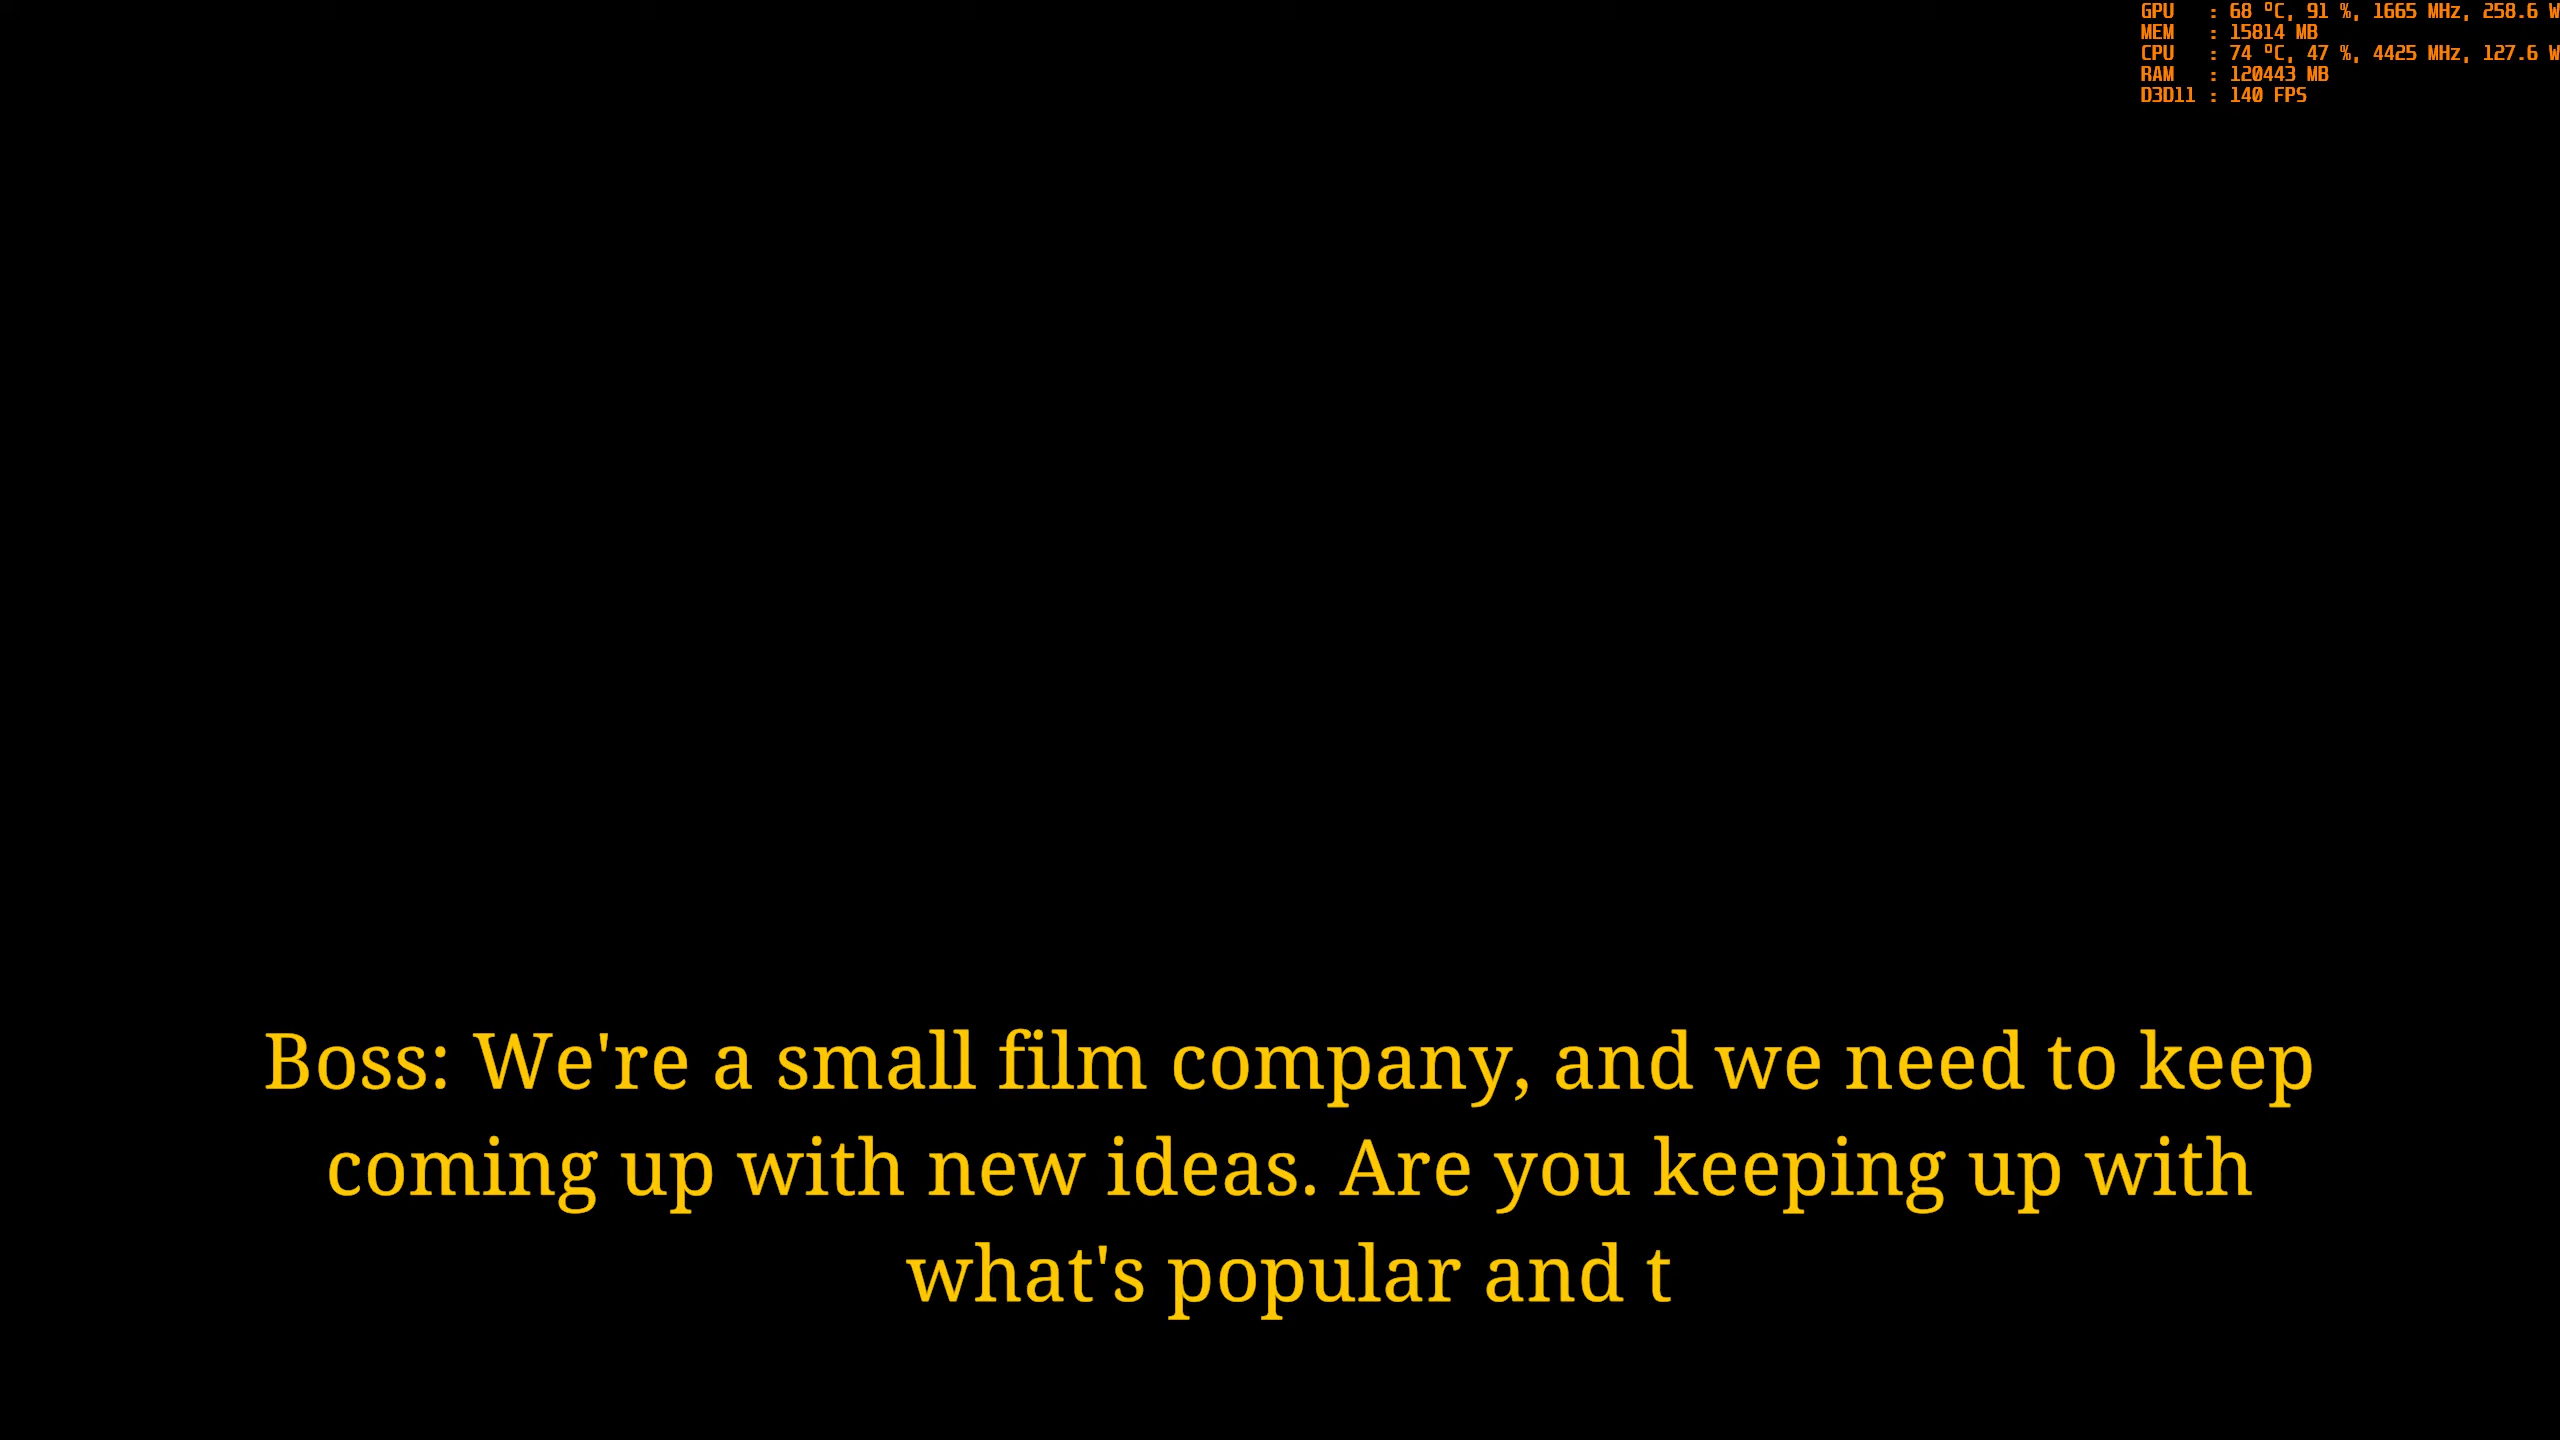 GPU : 68 °C, 91 %, 1665 MHz, 258.6 W
MEM : 15814 MB
CPU : 74 °C, 47 %, 4425 MHz, 127.6 W
RAM : 120443 MB
D3D11 : 140 FPS
Boss: We're a small film company, and we need to keep
coming up with new ideas. Are you keeping up with
what's popular and t